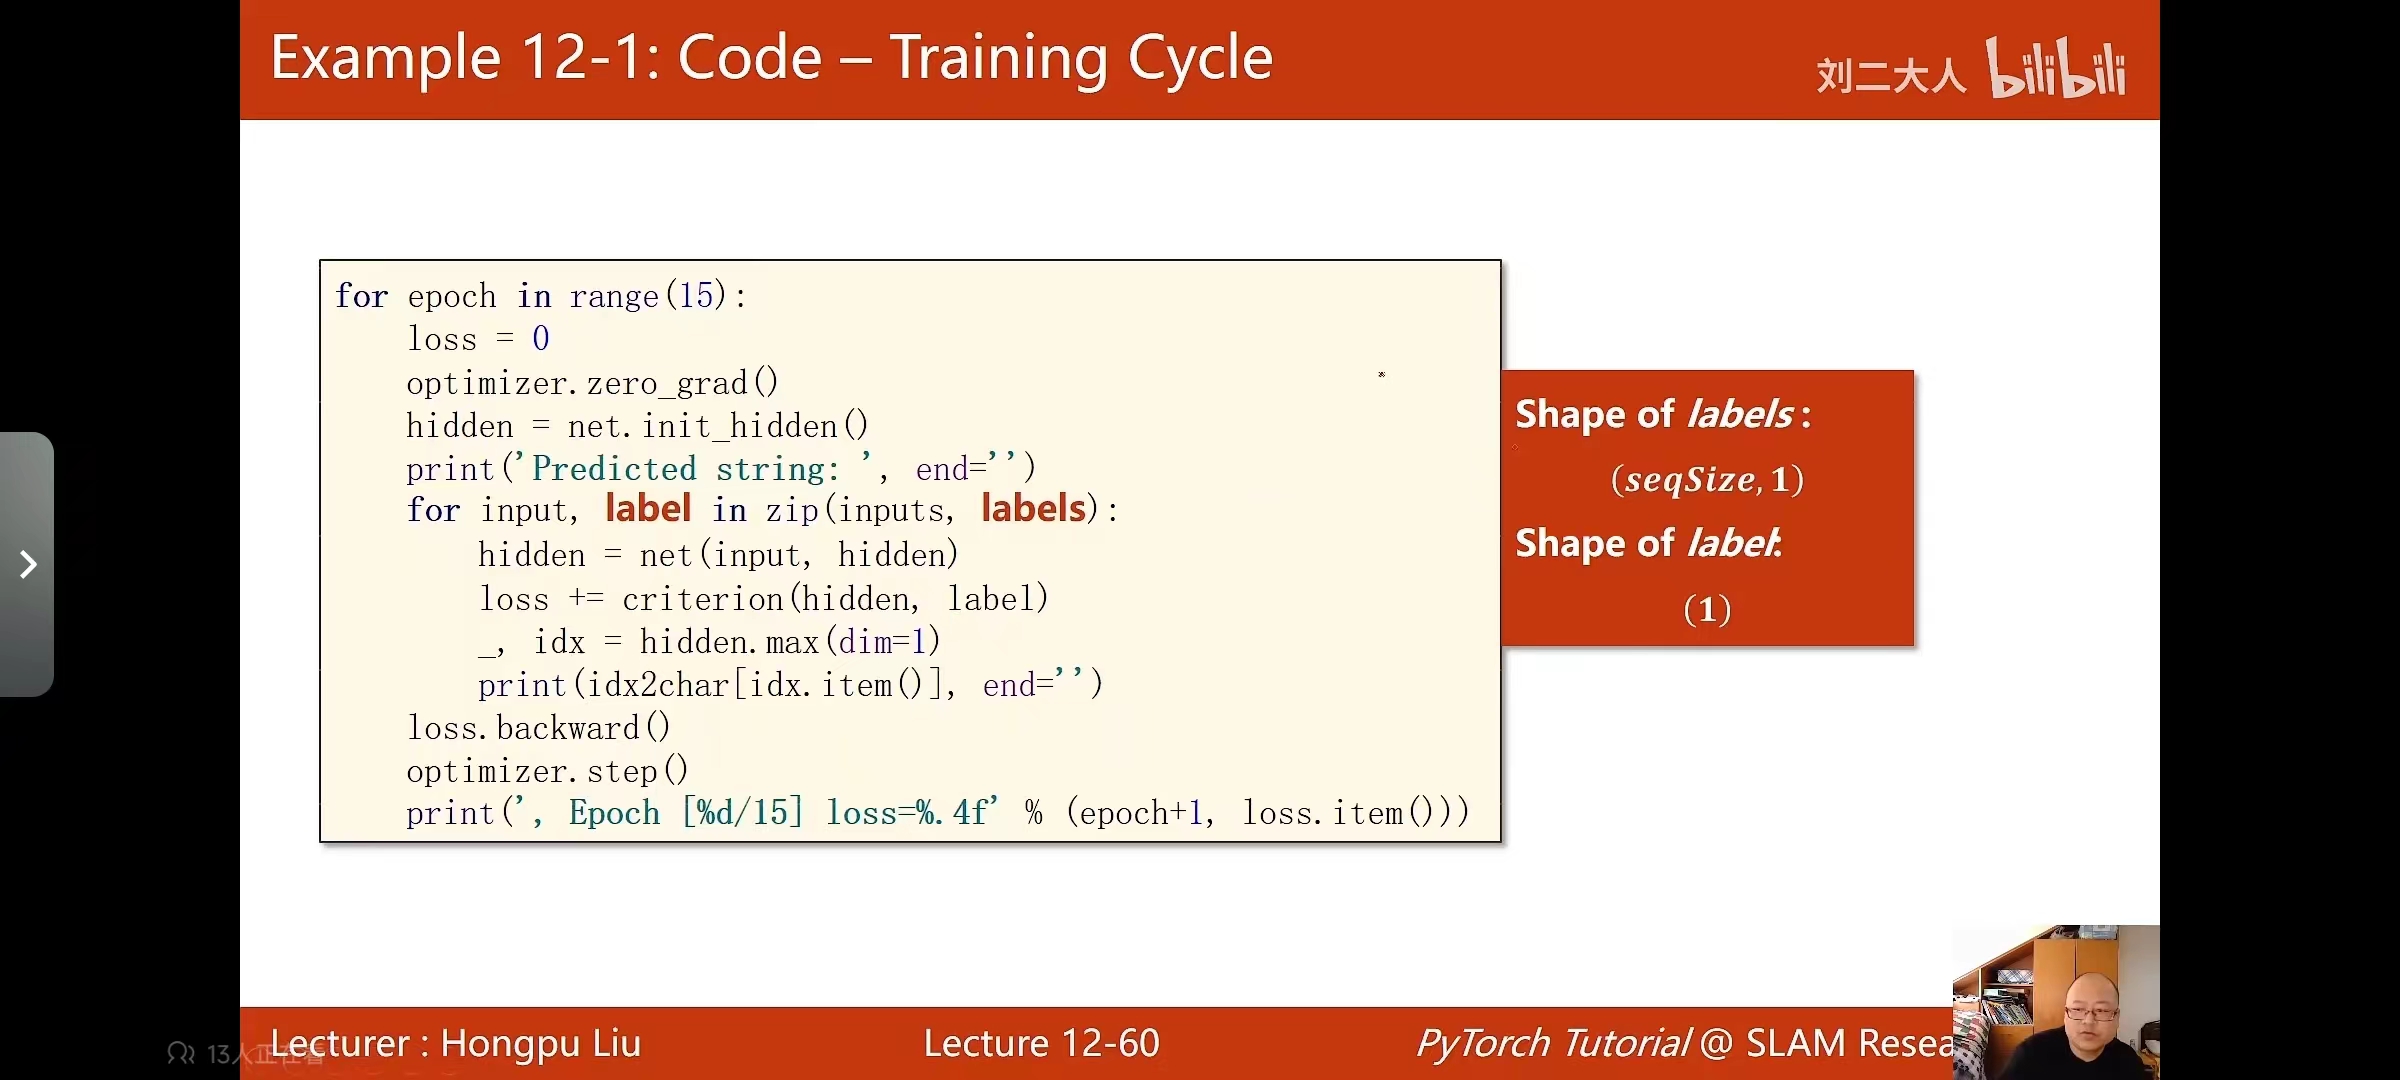 Example 12-1: Code – Training Cycle
刘二大人 bilibili
for epoch in range(15):
    loss = 0
    optimizer.zero_grad()
    hidden = net.init_hidden()
    print('Predicted string: ', end='')
    for input, label in zip(inputs, labels):
        hidden = net(input, hidden)
        loss += criterion(hidden, label)
        _, idx = hidden.max(dim=1)
        print(idx2char[idx.item()], end='')
    loss.backward()
    optimizer.step()
    print(', Epoch [%d/15] loss=%.4f' % (epoch+1, loss.item()))
Shape of labels:
(seqSize, 1)
Shape of label:
(1)
Lecturer : Hongpu Liu
Lecture 12-60
PyTorch Tutorial @ SLAM Resea
13人正在看